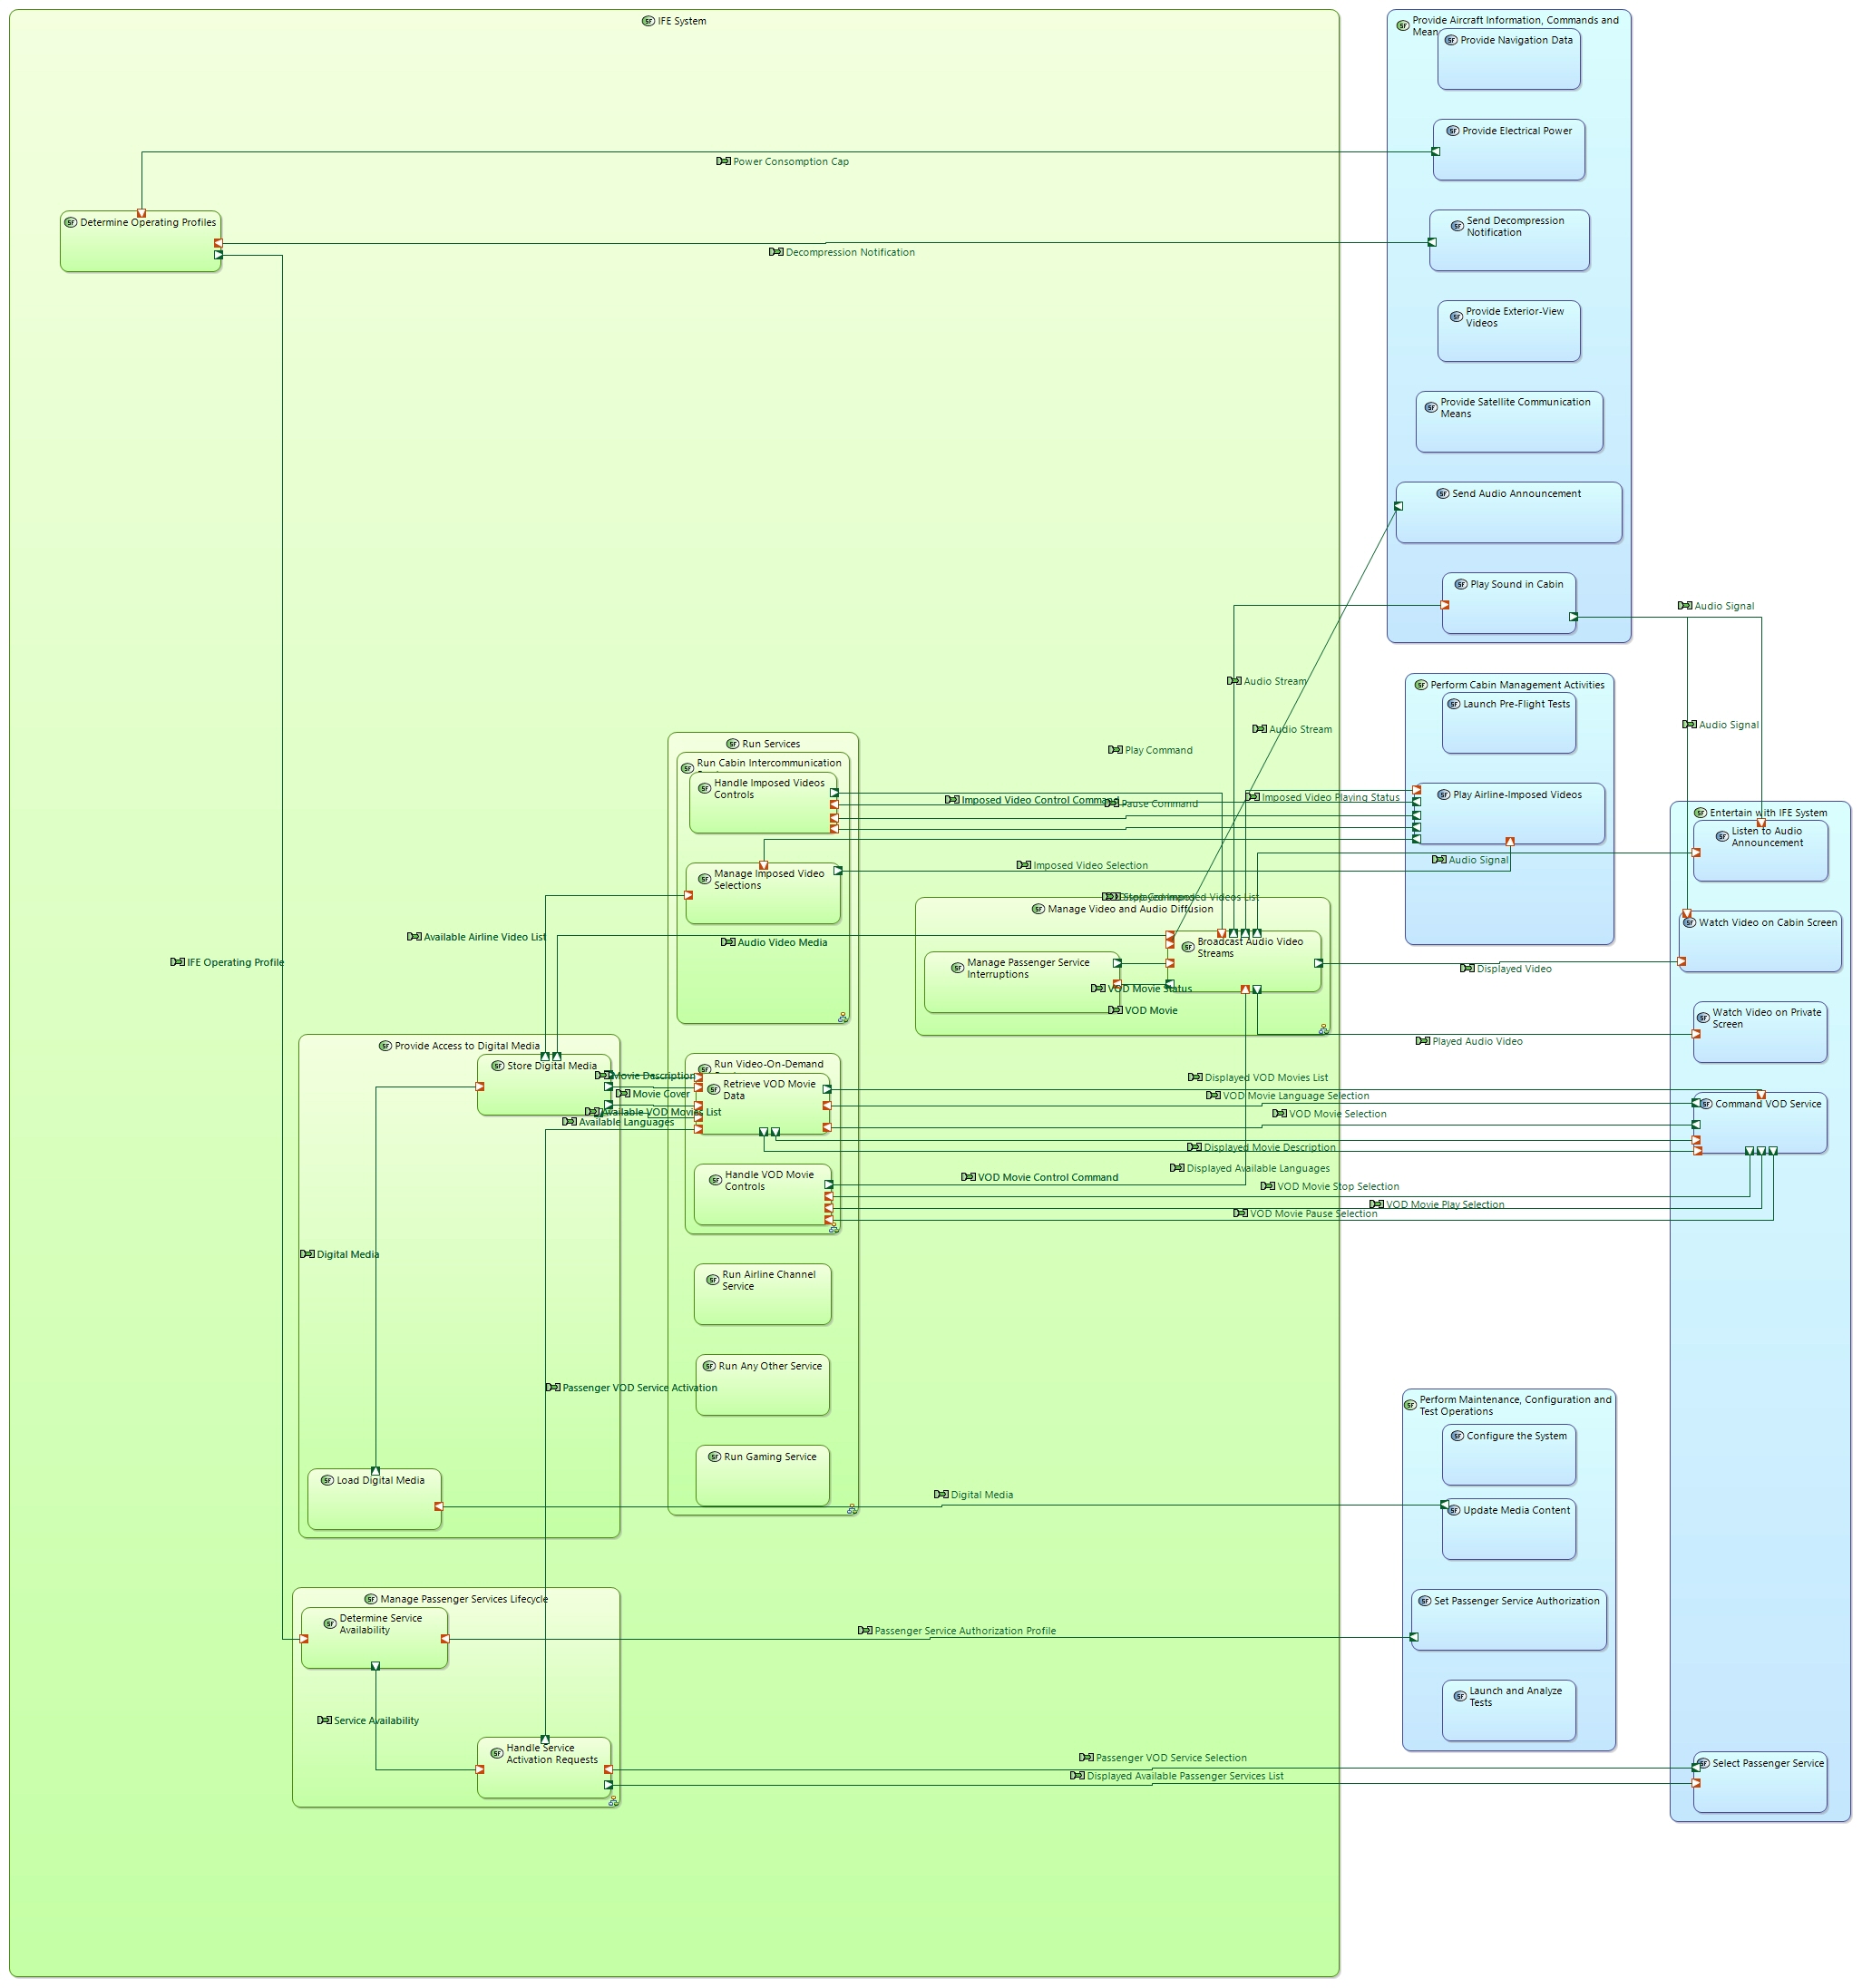 IFE System
Provide Aircraft Information, Commands and
Mean
Provide Navigation Data
Provide Electrical Power
Power Consomption Cap
Determine Operating Profiles
Send Decompression
Notification
Decompression Notification
Provide Exterior-View
Videos
Provide Satellite Communication
Means
Send Audio Announcement
Play Sound in Cabin
Audio Signal
Audio Stream
Perform Cabin Management Activities
Launch Pre-Flight Tests
Audio Signal
Audio Stream
Run Services
Play Command
Run Cabin Intercommunication
Handle Imposed Videos
Controls
Imposed Video Control Command
Pause Command
Imposed Video Playing Status
Play Airline-Imposed Videos
Entertain with IFE System
Listen to Audio
Announcement
Manage Imposed Video
Selections
Imposed Video Selection
Audio Signal
Manage Video and Audio Diffusion
Available Airline Video List
Audio Video Media
Broadcast Audio Video
Streams
Watch Video on Cabin Screen
IFE Operating Profile
Manage Passenger Service
Interruptions
Displayed Video
VOD Movie Status
VOD Movie
Watch Video on Private
Screen
Played Audio Video
Provide Access to Digital Media
Store Digital Media
Run Video-On-Demand
Movie Description
Retrieve VOD Movie
Data
Movie Cover
Available VOD Movies List
Available Languages
Displayed VOD Movies List
VOD Movie Language Selection
VOD Movie Selection
Command VOD Service
Displayed Movie Description
Displayed Available Languages
Handle VOD Movie
Controls
VOD Movie Control Command
VOD Movie Stop Selection
VOD Movie Play Selection
VOD Movie Pause Selection
Digital Media
Run Airline Channel
Service
Run Any Other Service
Passenger VOD Service Activation
Run Gaming Service
Perform Maintenance, Configuration and
Test Operations
Configure the System
Load Digital Media
Digital Media
Update Media Content
Manage Passenger Services Lifecycle
Determine Service
Availability
Set Passenger Service Authorization
Passenger Service Authorization Profile
Launch and Analyze
Tests
Service Availability
Handle Service
Activation Requests
Passenger VOD Service Selection
Displayed Available Passenger Services List
Select Passenger Service